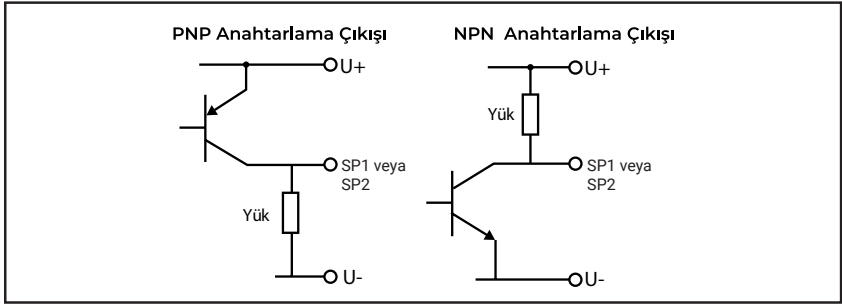 PNP Anahtarlama Çıkışı
U+
SP1 veya
SP2
Yük
U-
NPN Anahtarlama Çıkışı
U+
Yük
SP1 veya
SP2
U-